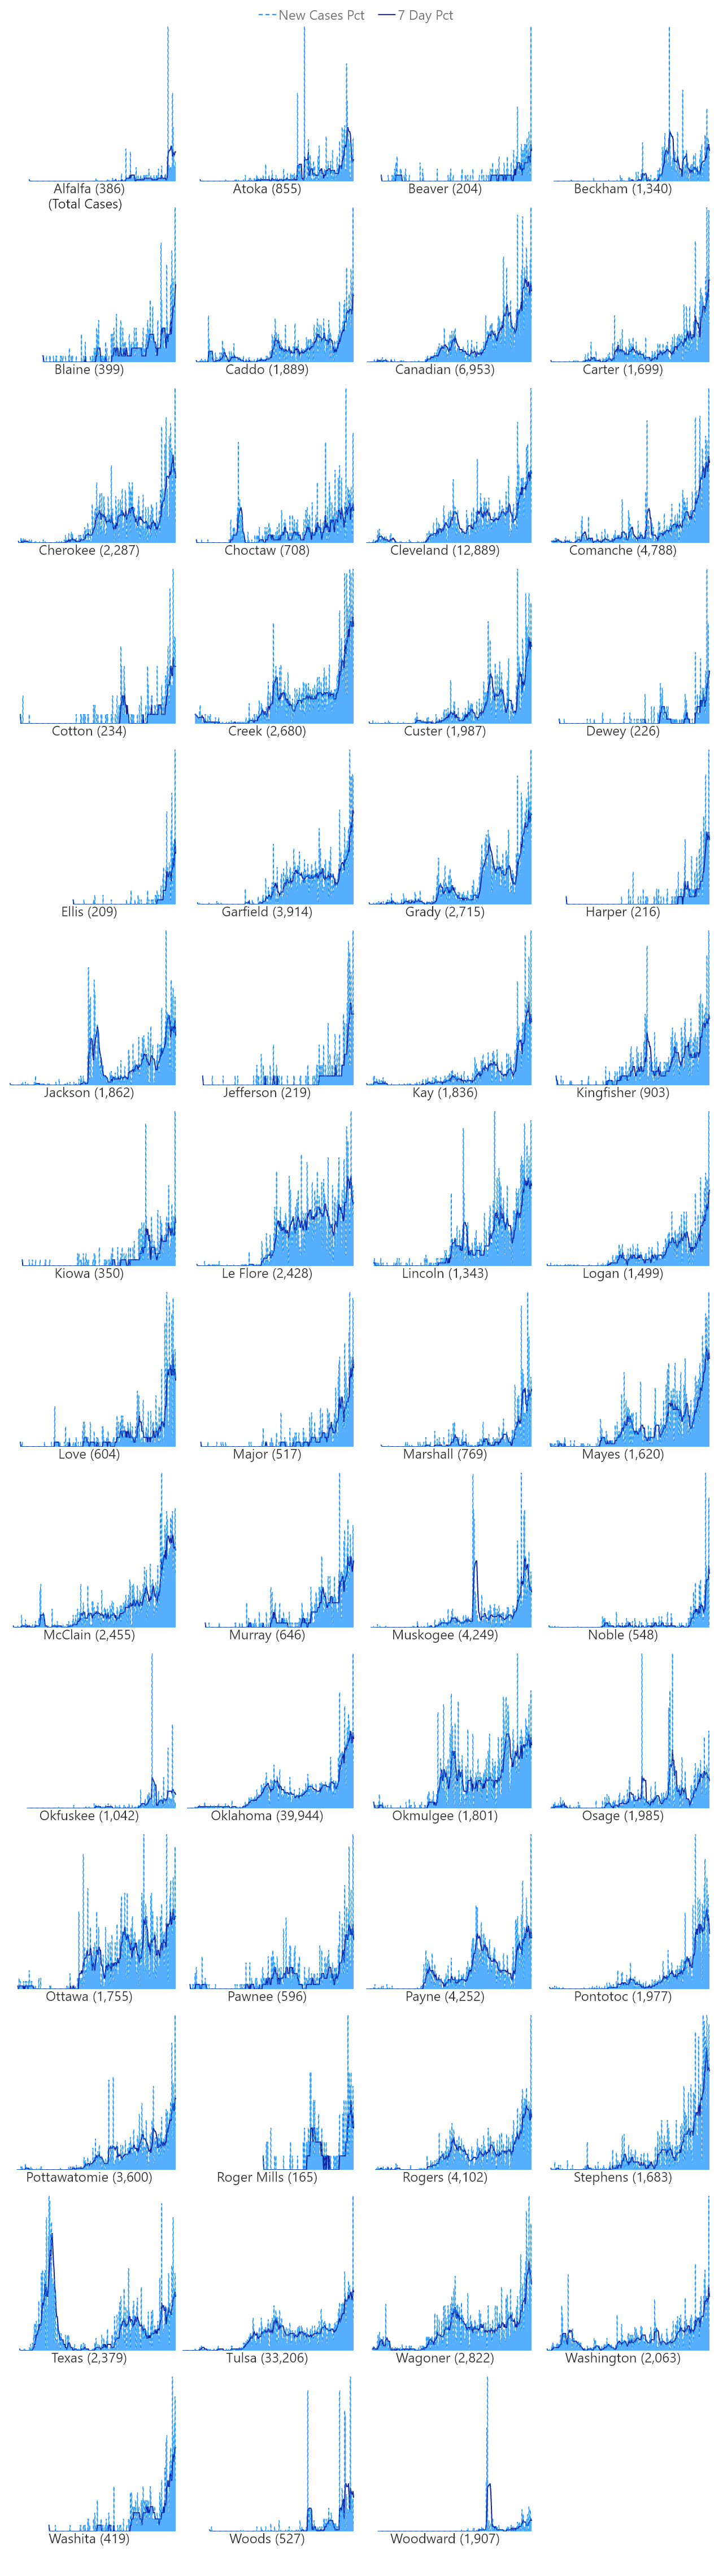 New Cases Pct 7 Day Pct
Alfalfa (386) Atoka (855) Beaver (204) Beckham (1,340)
(Total Cases)
Blaine (399) Caddo (1,889) Canadian (6,953) Carter (1,699)
Cherokee (2,287) Choctaw (708) Cleveland (12,889) Comanche (4,788)
Cotton (234) Creek (2,680) Custer (1,987) Dewey (226)
Ellis (209) Garfield (3,914) Grady (2,715) Harper (216)
Jackson (1,862) Jefferson (219) Kay (1,836) Kingfisher (903)
Kiowa (350) Le Flore (2,428) Lincoln (1,343) Logan (1,499)
Love (604) Major (517) Marshall (769) Mayes (1,620)
McClain (2,455) Murray (646) Muskogee (4,249) Noble (548)
Okfuskee (1,042) Oklahoma (39,944) Okmulgee (1,801) Osage (1,985)
Ottawa (1,755) Pawnee (596) Payne (4,252) Pontotoc (1,977)
Pottawatomie (3,600) Roger Mills (165) Rogers (4,102) Stephens (1,683)
Texas (2,379) Tulsa (33,206) Wagoner (2,822) Washington (2,063)
Washita (419) Woods (527) Woodward (1,907)